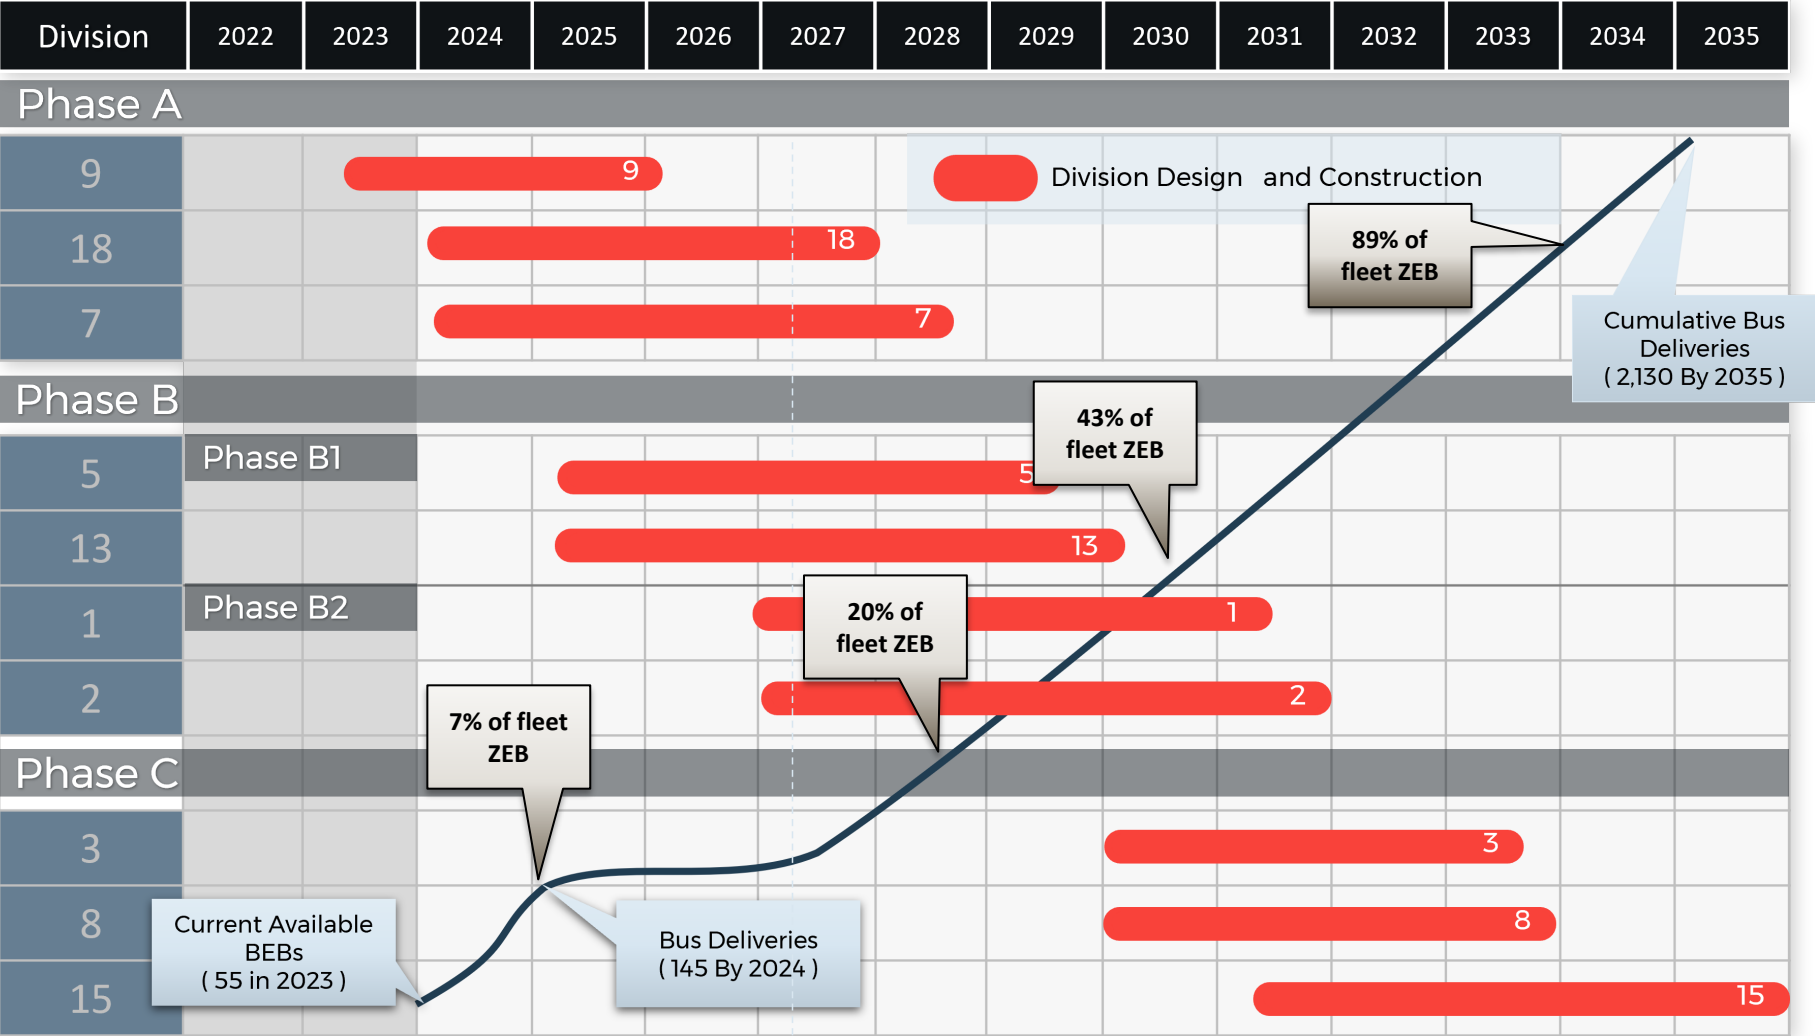 Division 2022 2023 2024 2025 2026 2027 2028 2029 2030 2031 2032 2033 2034 2035
Phase A
9 9
Division Design and Construction
18 18
89% of
fleet ZEB
7 7
Cumulative Bus
Deliveries
( 2,130 By 2035 )
Phase B
43% of
fleet ZEB
5 Phase B1 5
13 13
1 Phase B2 1
20% of
fleet ZEB
2 2
7% of fleet
ZEB
Phase C
3 3
8 8
Current Available
BEBs
( 55 in 2023 )
Bus Deliveries
( 145 By 2024 )
15 15